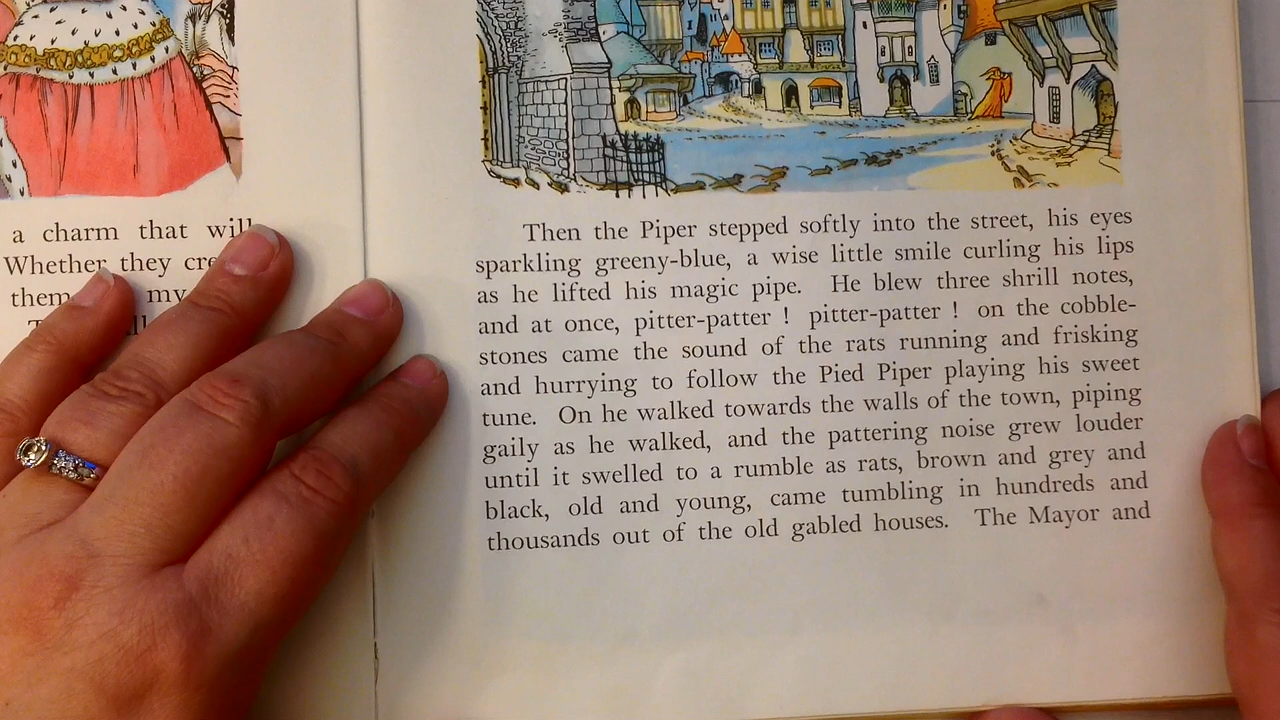 a charm that will
Whether they
them my
Then the Piper stepped softly into the street, his eyes
sparkling greeny-blue, a wise little smile curling his lips
as he lifted his magic pipe. He blew three shrill notes,
and at once, pitter-patter ! pitter-patter ! on the cobble-
stones came the sound of the rats running and frisking
and hurrying to follow the Pied Piper playing his sweet
tune. On he walked towards the walls of the town, piping
gaily as he walked, and the pattering noise grew louder
until it swelled to a rumble as rats, brown and grey and
black, old and young, came tumbling in hundreds and
thousands out of the old gabled houses. The Mayor and